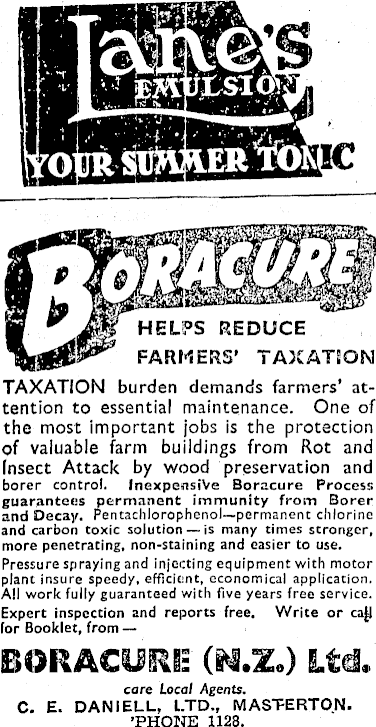 Lane's
EMULSION
YOUR SUMMER TONIC
BORACURE
HELPS REDUCE
FARMERS' TAXATION
TAXATION burden demands farmers' at-
tention to essential maintenance. One of
the most important jobs is the protection
of valuable farm buildings from Rot and
Insect Attack by wood preservation and
borer control. Inexpensive Boracure Process
guarantees permanent immunity from Borer
and Decay. Pentachlorophenol—permanent chlorine
and carbon toxic solution—is many times stronger,
more penetrating, non-staining and easier to use.
Pressure spraying and injecting equipment with motor
plant insure speedy, efficient, economical application.
All work fully guaranteed with five years free service.
Expert inspection and reports free. Write or call
for Booklet, from—
BORACURE (N.Z.) Ltd.
care Local Agents.
C. E. DANIELL, LTD., MASTERTON.
'PHONE 1128.